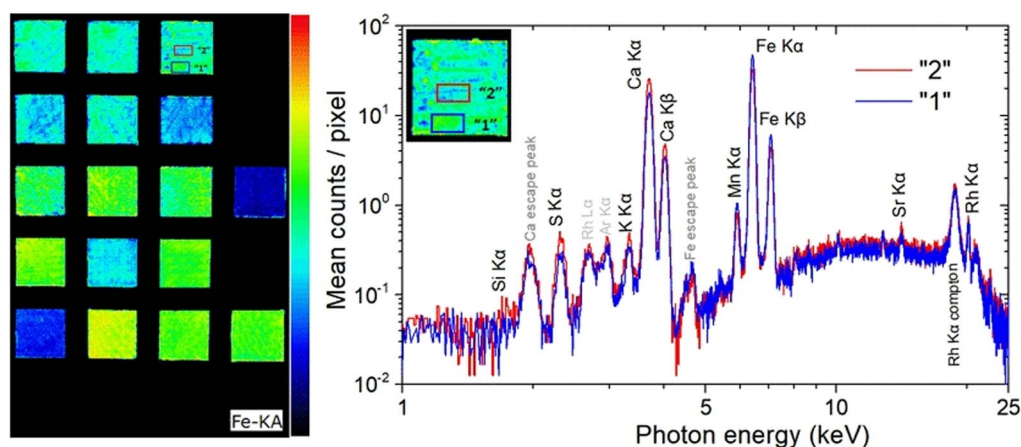 "2"
"1"
Fe-KA
Mean counts / pixel
10²
10¹
10⁰
10⁻¹
10⁻²
"2"
"1"
Si Kα
Ca escape peak
S Kα
Rh Lα
Ar Kα
K Kα
Ca Kα
Ca Kβ
Fe escape peak
Mn Kα
Fe Kα
Fe Kβ
Sr Kα
Rh Kα compton
Rh Kα
"2"
"1"
1
5
10
25
Photon energy (keV)